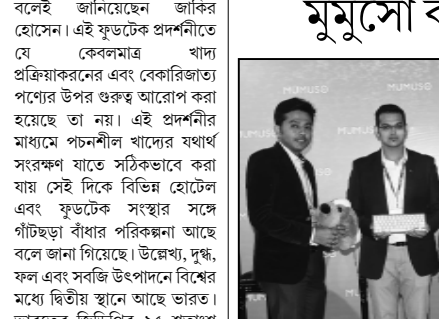 বলেই জানিয়েছেন জাকির
হোসেন। এই ফুডটেক প্রদর্শনীতে
যে কেবলমাত্র খাদ্য
প্রক্রিয়াকরনের এবং বেকারিজাত্য
পণ্যের উপর গুরুত্ব আরোপ করা
হয়েছে তা নয়। এই প্রদর্শনীর
মাধ্যমে পচনশীল খাদ্যের যথার্থ
সংরক্ষণ যাতে সঠিকভাবে করা
যায় সেই দিকে বিভিন্ন হোটেল
এবং ফুডটেক সংস্থার সঙ্গে
গাঁটছড়া বাঁধার পরিকল্পনা আছে
বলে জানা গিয়েছে। উল্লেখ্য, দুগ্ধ,
ফল এবং সবজি উৎপাদনে বিশ্বের
মধ্যে দ্বিতীয় স্থানে আছে ভারত।
মুমুসো
MUMUSO
MUMUSO
MUMUSO